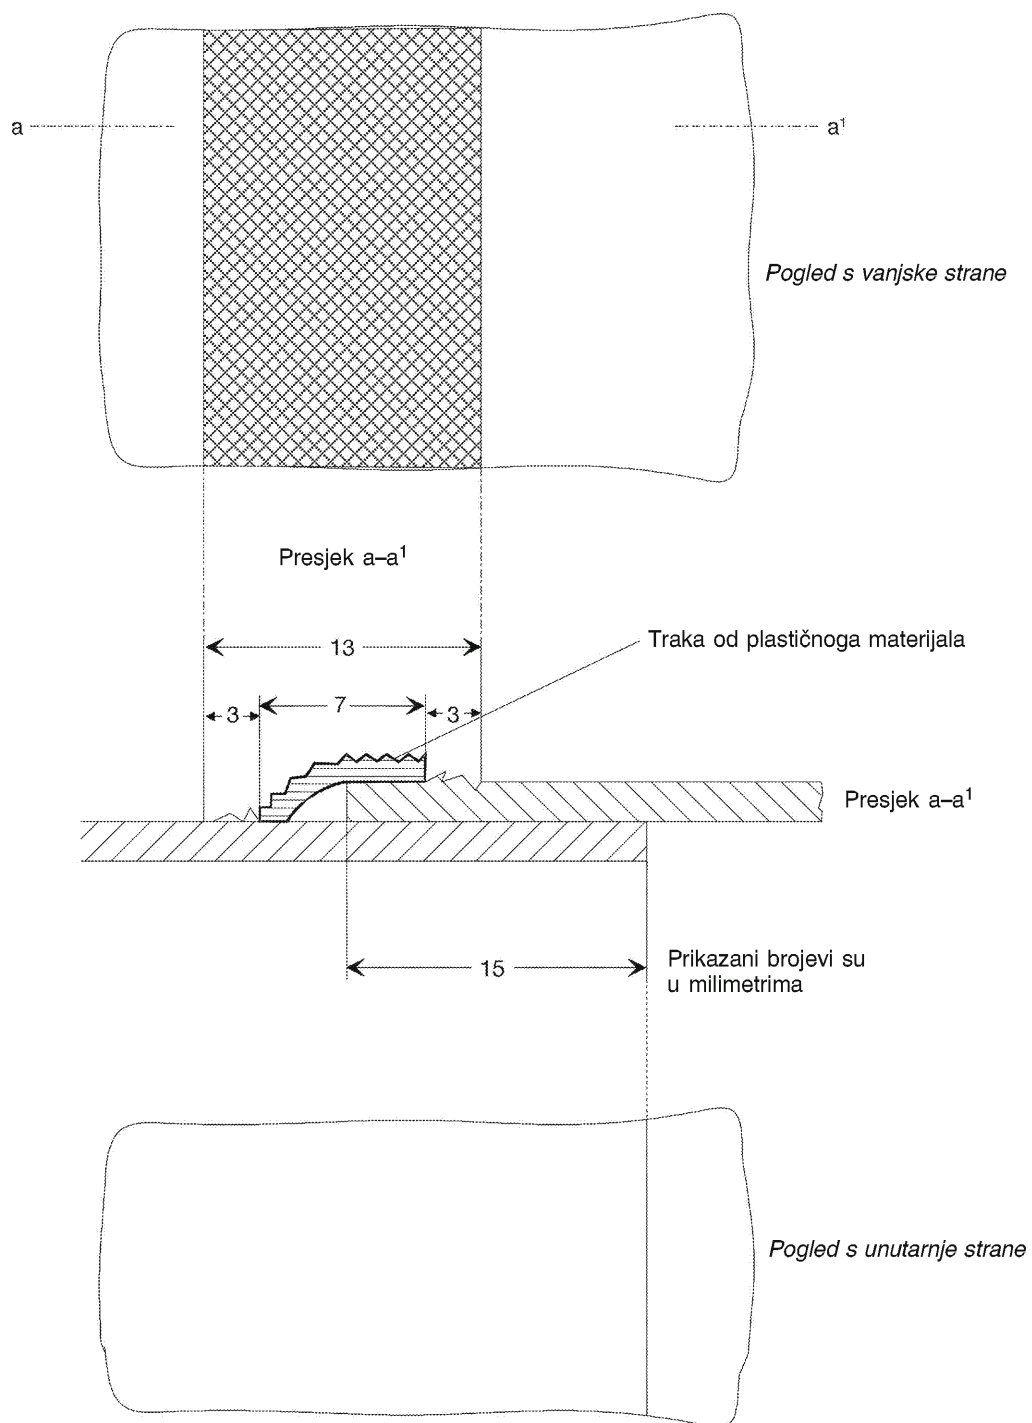 a
a¹
Pogled s vanjske strane
Presjek a–a¹
13
Traka od plastičnoga materijala
3
7
3
Presjek a–a¹
15
Prikazani brojevi su
u milimetrima
Pogled s unutarnje strane